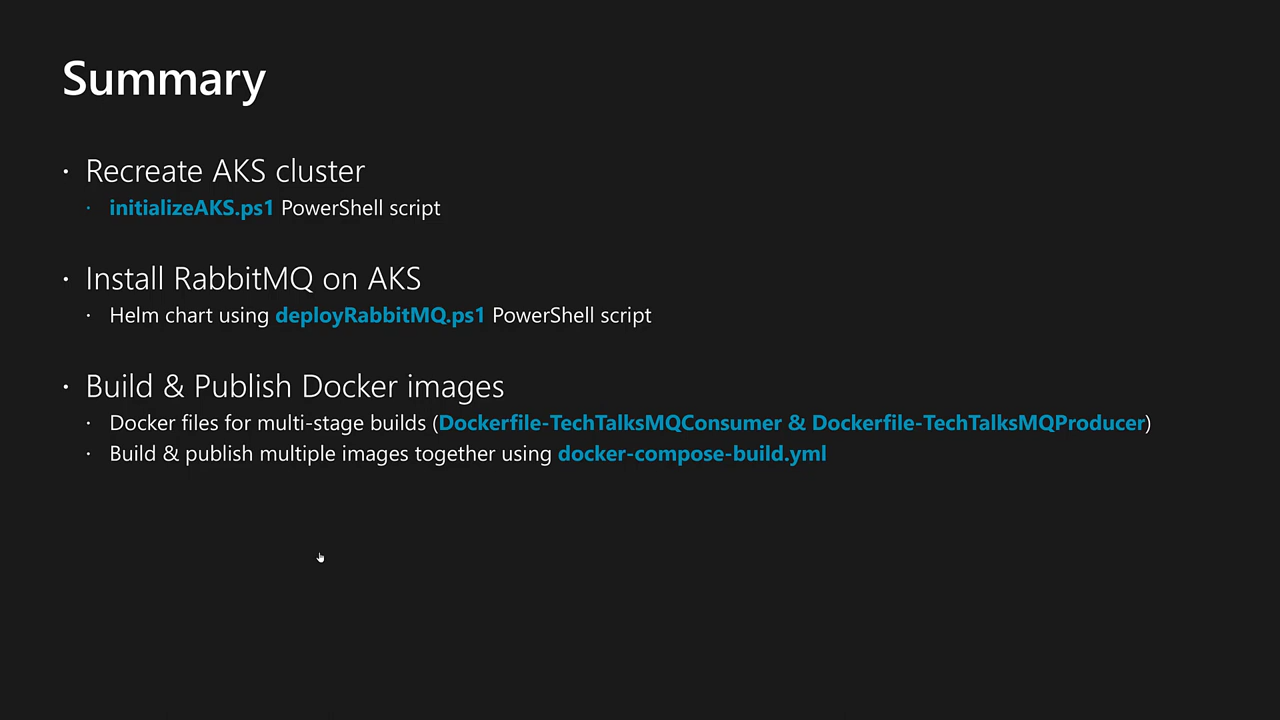 Summary
· Recreate AKS cluster
· initializeAKS.ps1 PowerShell script
· Install RabbitMQ on AKS
· Helm chart using deployRabbitMQ.ps1 PowerShell script
· Build & Publish Docker images
· Docker files for multi-stage builds (Dockerfile-TechTalksMQConsumer & Dockerfile-TechTalksMQProducer)
· Build & publish multiple images together using docker-compose-build.yml